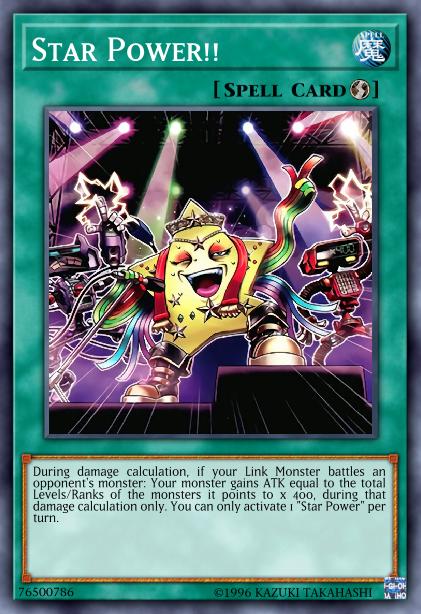 STAR POWER!!
SPELL
魔
[SPELL CARD]
During damage calculation, if your Link Monster battles an
opponent's monster: Your monster gains ATK equal to the total
Levels/Ranks of the monsters it points to x 400, during that
damage calculation only. You can only activate 1 "Star Power" per
turn.
76500786
©1996 KAZUKI TAKAHASHI